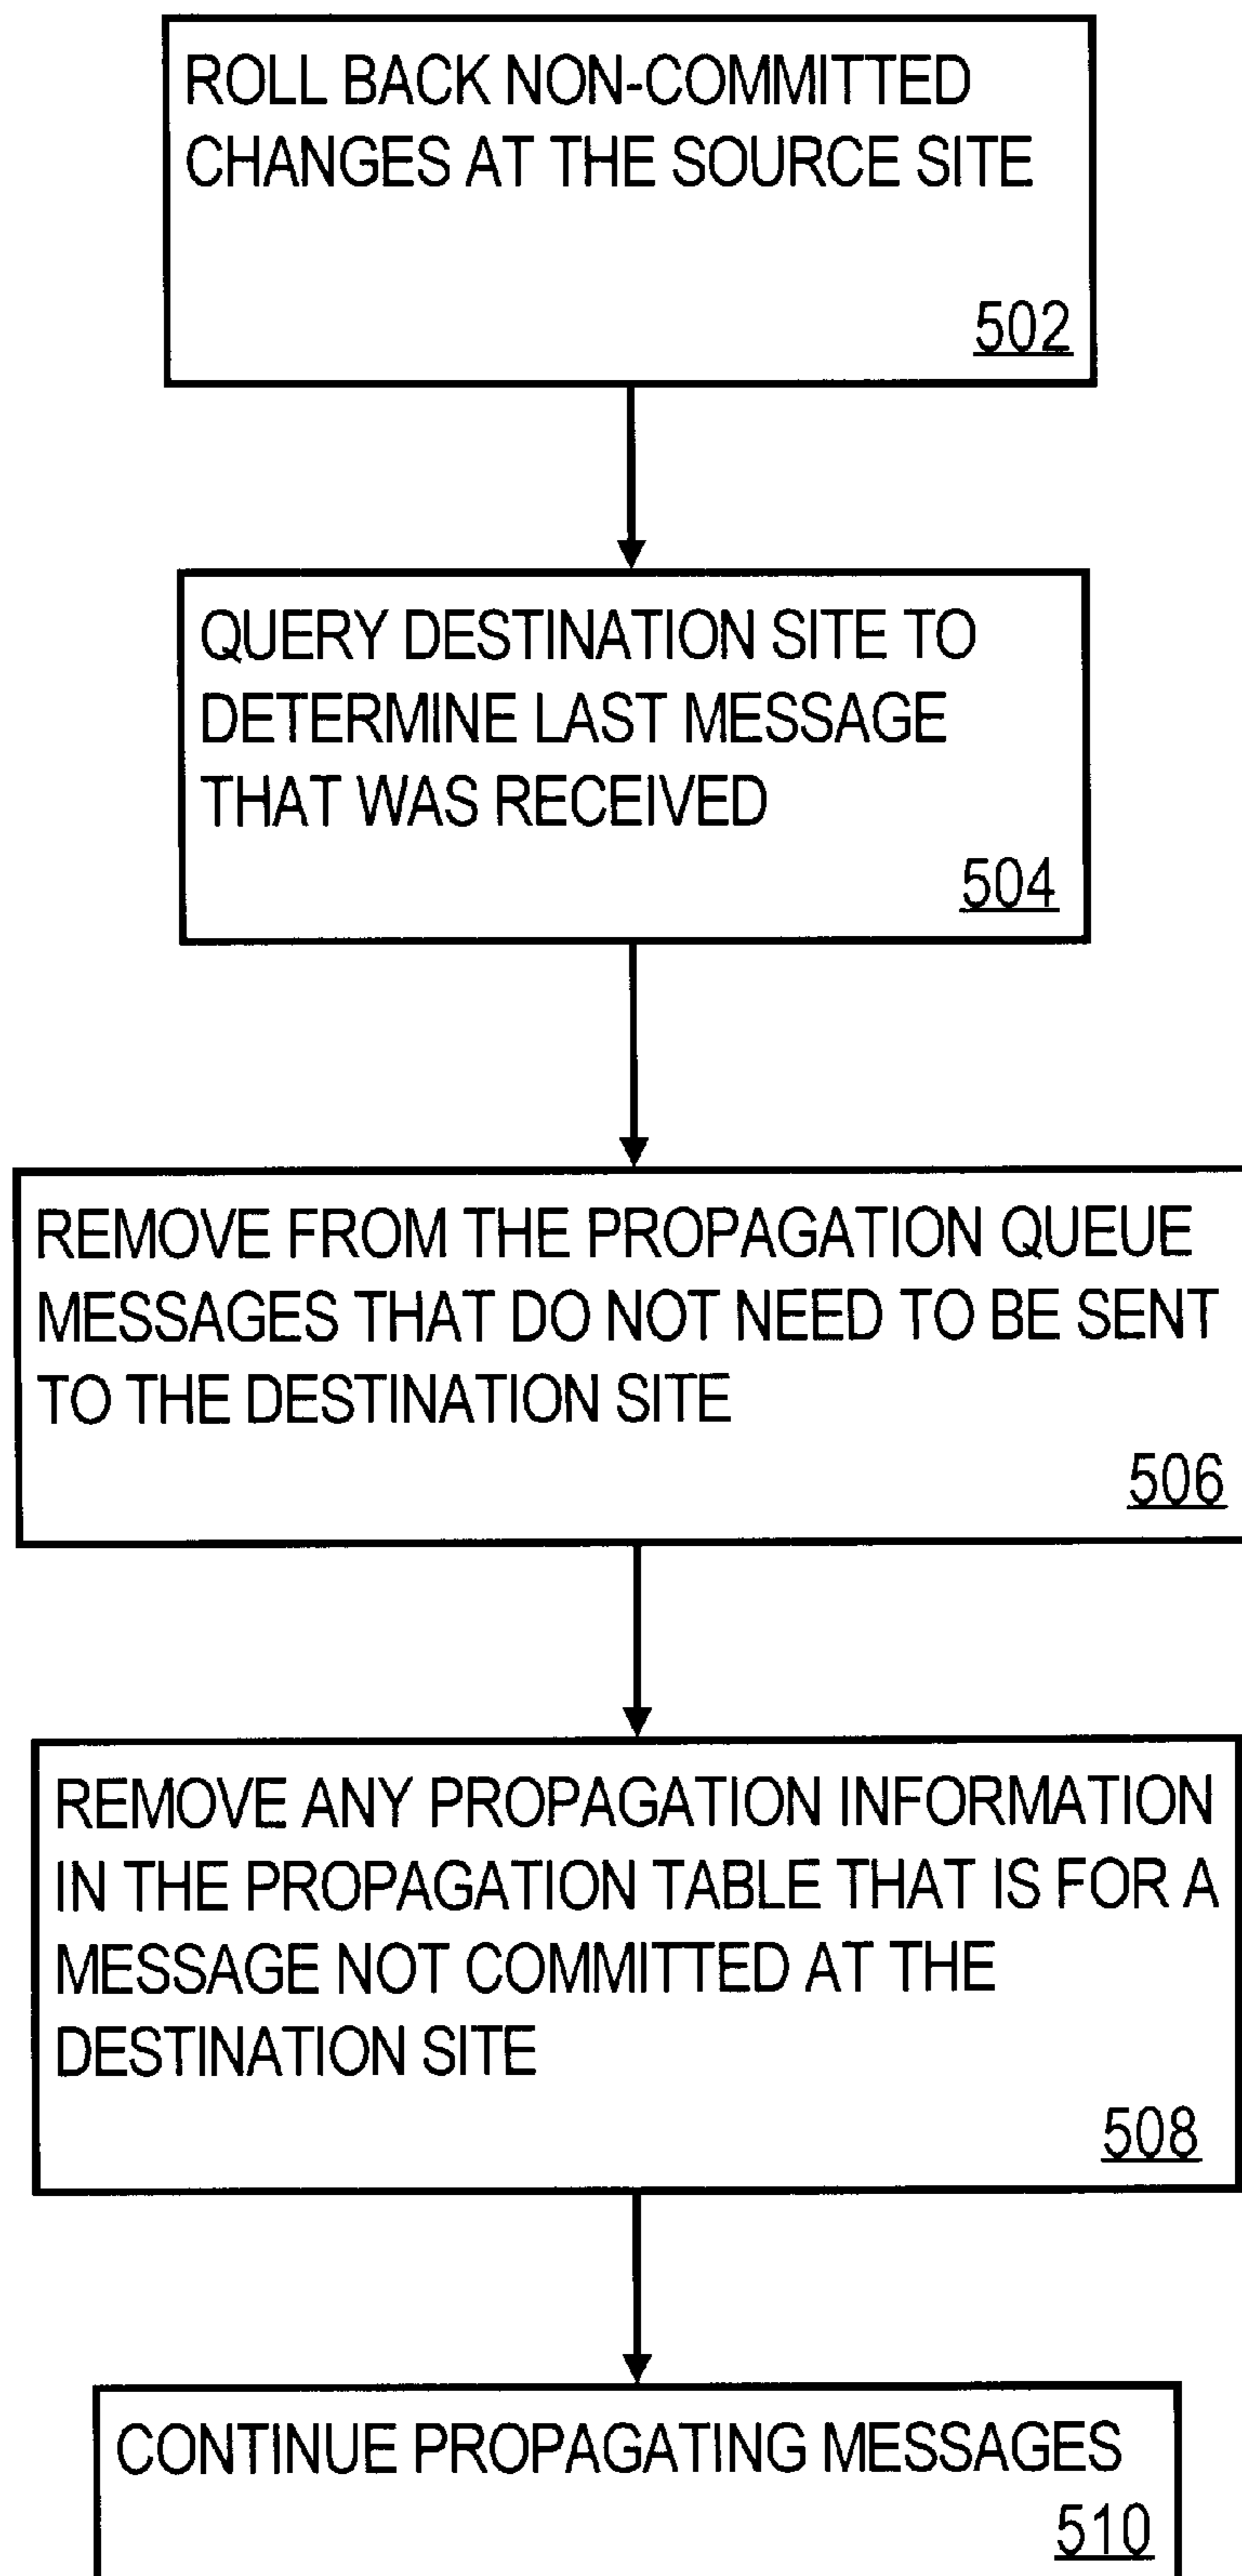 ROLL BACK NON-COMMITTED
CHANGES AT THE SOURCE SITE
502
QUERY DESTINATION SITE TO
DETERMINE LAST MESSAGE
THAT WAS RECEIVED
504
REMOVE FROM THE PROPAGATION QUEUE
MESSAGES THAT DO NOT NEED TO BE SENT
TO THE DESTINATION SITE
506
REMOVE ANY PROPAGATION INFORMATION
IN THE PROPAGATION TABLE THAT IS FOR A
MESSAGE NOT COMMITTED AT THE
DESTINATION SITE
508
CONTINUE PROPAGATING MESSAGES
510